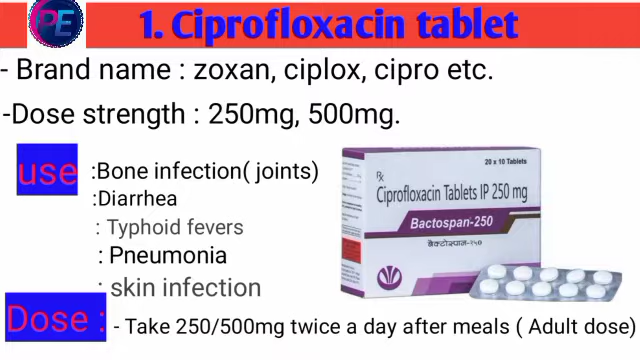 PE
1. Ciprofloxacin tablet
- Brand name : zoxan, ciplox, cipro etc.
-Dose strength : 250mg, 500mg.
use
:Bone infection( joints)
:Diarrhea
: Typhoid fevers
: Pneumonia
: skin infection
20 x 10 Tablets
Rx
Ciprofloxacin Tablets IP 250 mg
Bactospan-250
बैक्टोस्पान-२५०
Dose :
- Take 250/500mg twice a day after meals ( Adult dose)